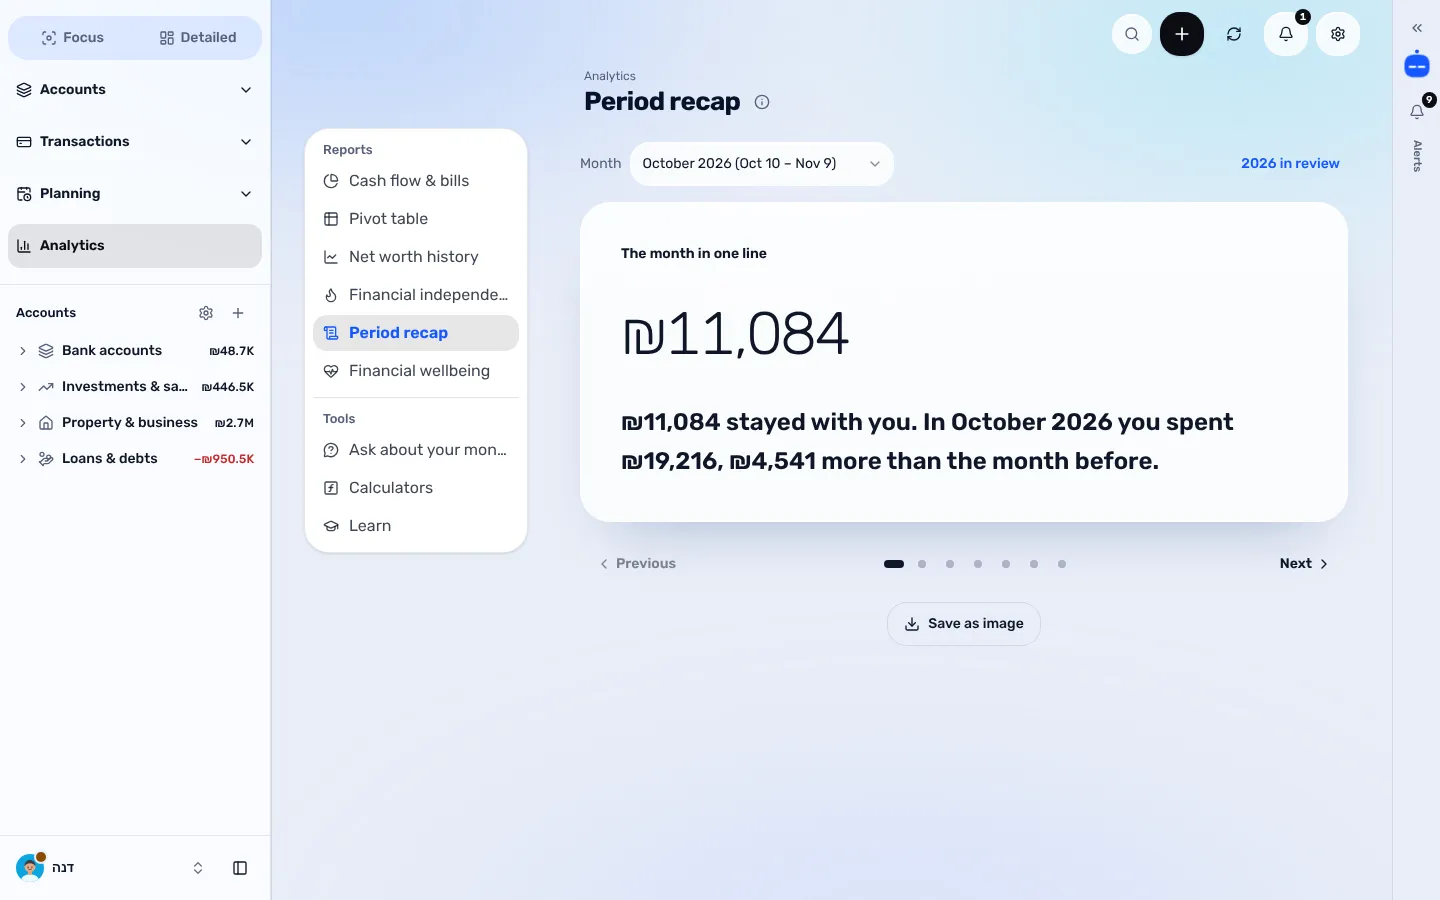 Focus
Detailed
Accounts
Transactions
Planning
Analytics
Accounts
Bank accounts ₪48.7K
Investments & sa… ₪446.5K
Property & business ₪2.7M
Loans & debts −₪950.5K
דנה
Reports
Cash flow & bills
Pivot table
Net worth history
Financial independe…
Period recap
Financial wellbeing
Tools
Ask about your mon…
Calculators
Learn
1
Analytics
Period recap
Month October 2026 (Oct 10 – Nov 9)
2026 in review
The month in one line
₪11,084
₪11,084 stayed with you. In October 2026 you spent
₪19,216, ₪4,541 more than the month before.
Previous
Next
Save as image
9
Alerts